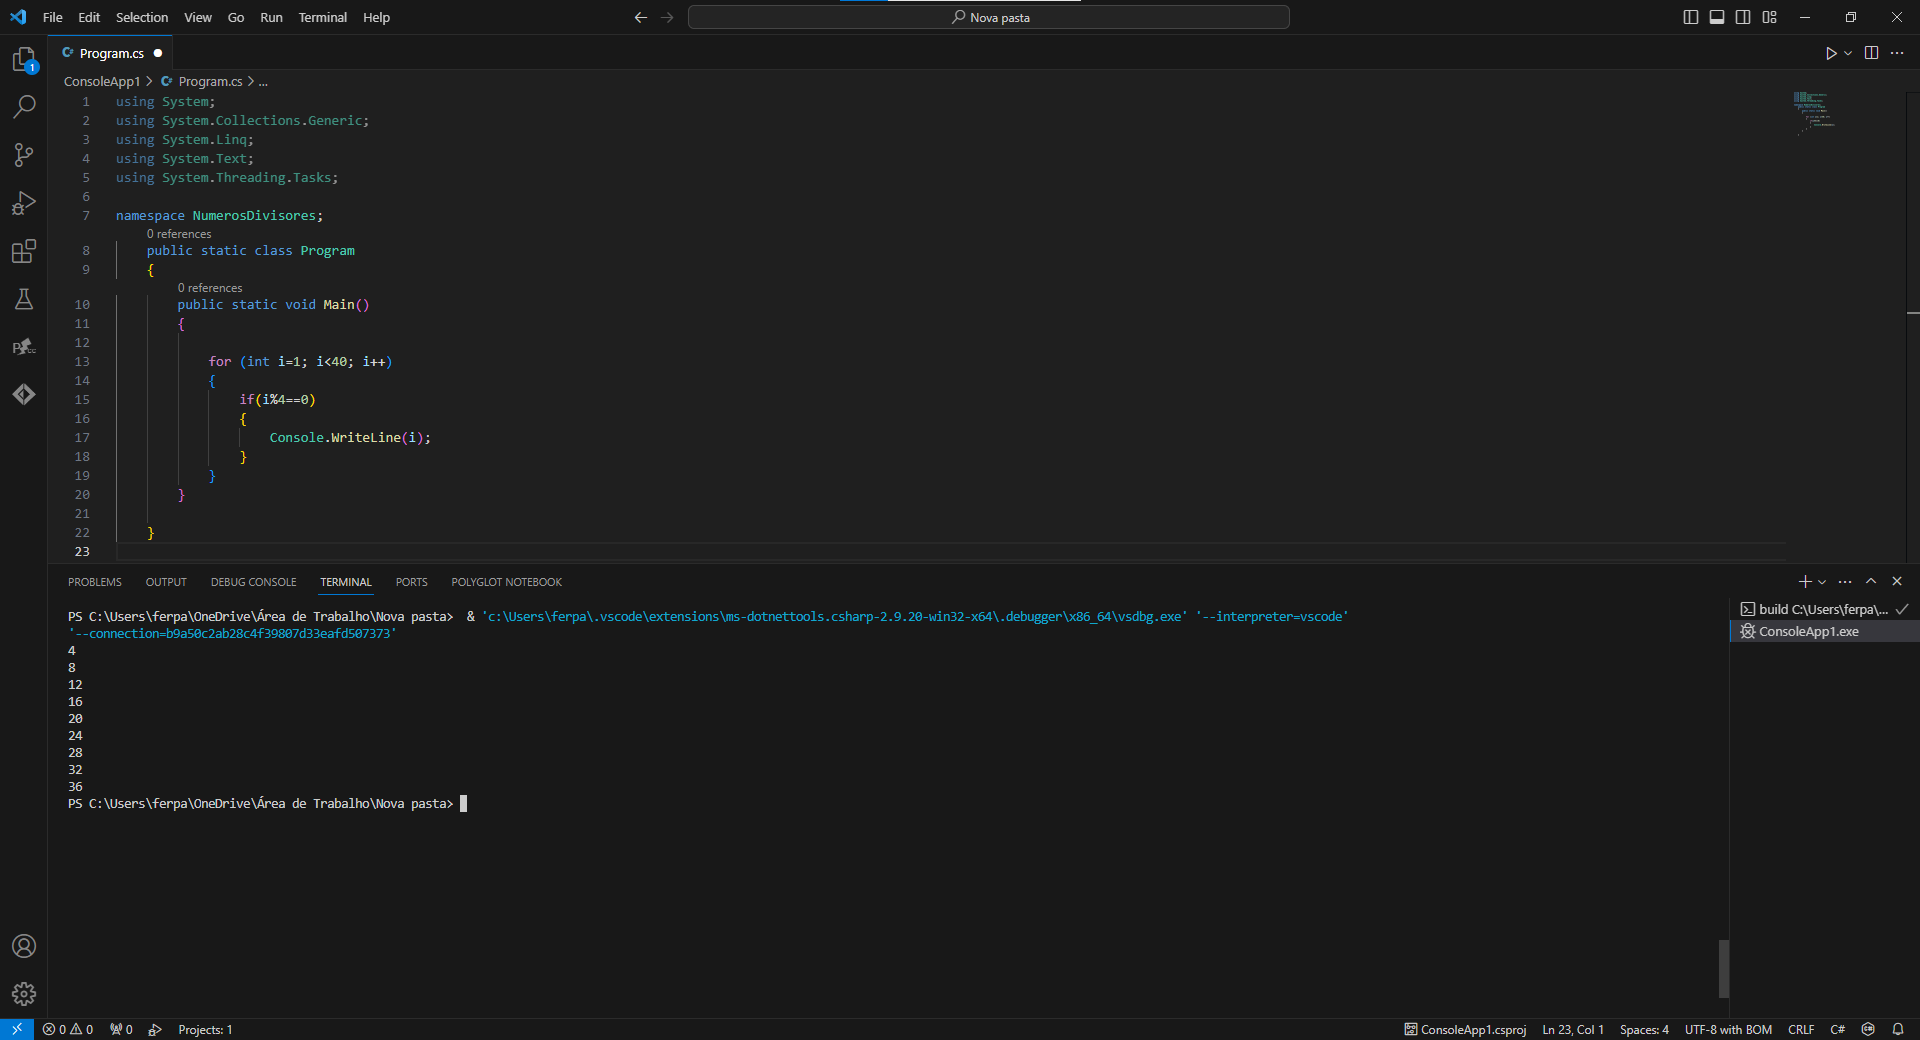 File Edit Selection View Go Run Terminal Help
Nova pasta
Program.cs
ConsoleApp1 > Program.cs > ...
1 using System;
2 using System.Collections.Generic;
3 using System.Linq;
4 using System.Text;
5 using System.Threading.Tasks;
6
7 namespace NumerosDivisores;
0 references
8 public static class Program
9 {
0 references
10 public static void Main()
11 {
12
13 for (int i=1; i<40; i++)
14 {
15 if(i%4==0)
16 {
17 Console.WriteLine(i);
18 }
19 }
20 }
21
22 }
23
PROBLEMS OUTPUT DEBUG CONSOLE TERMINAL PORTS POLYGLOT NOTEBOOK
PS C:\Users\ferpa\OneDrive\Área de Trabalho\Nova pasta> & 'c:\Users\ferpa\.vscode\extensions\ms-dotnettools.csharp-2.9.20-win32-x64\.debugger\x86_64\vsdbg.exe' '--interpreter=vscode'
'--connection=b9a50c2ab28c4f39807d33eafd507373'
4
8
12
16
20
24
28
32
36
PS C:\Users\ferpa\OneDrive\Área de Trabalho\Nova pasta>
build C:\Users\ferpa\...
ConsoleApp1.exe
1
0 0 0 Projects: 1 ConsoleApp1.csproj Ln 23, Col 1 Spaces: 4 UTF-8 with BOM CRLF C#